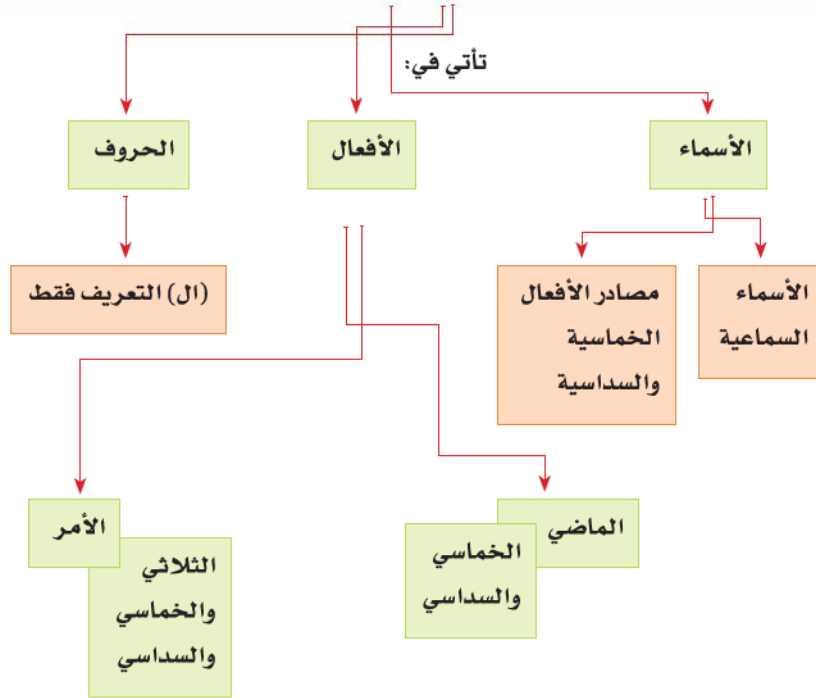 تأتي في:
الأسماء
الأفعال
الحروف
الأسماء
السماعية
مصادر الأفعال
الخماسية
والسداسية
(ال) التعريف فقط
الماضي
الخماسي
والسداسي
الأمر
الثلاثي
والخماسي
والسداسي